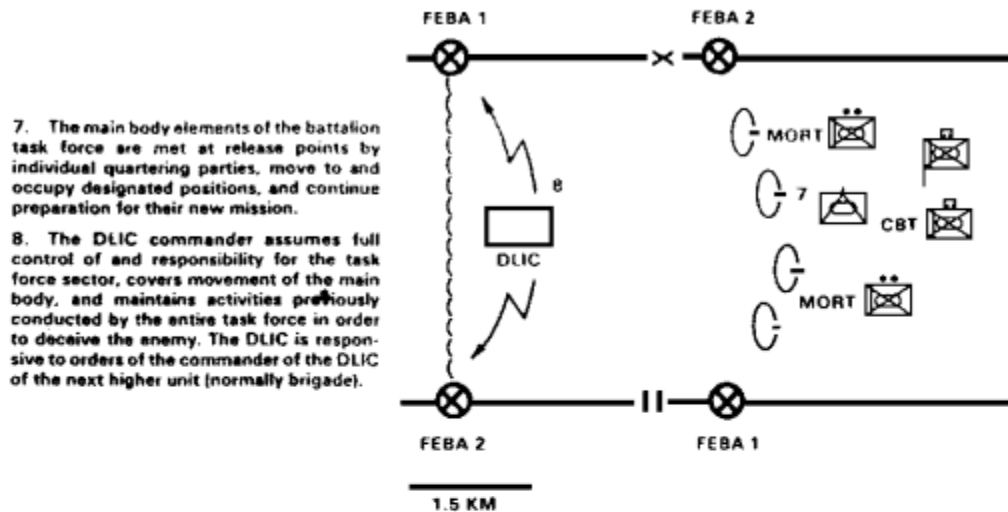 FEBA 1
FEBA 2
7. The main body elements of the battalion
task force are met at release points by
individual quartering parties, move to and
occupy designated positions, and continue
preparation for their new mission.
8. The DLIC commander assumes full
control of and responsibility for the task
force sector, covers movement of the main
body, and maintains activities previously
conducted by the entire task force in order
to deceive the enemy. The DLIC is respon-
sive to orders of the commander of the DLIC
of the next higher unit (normally brigade).
8
DLIC
MORT
7
CBT
MORT
FEBA 2
FEBA 1
1.5 KM